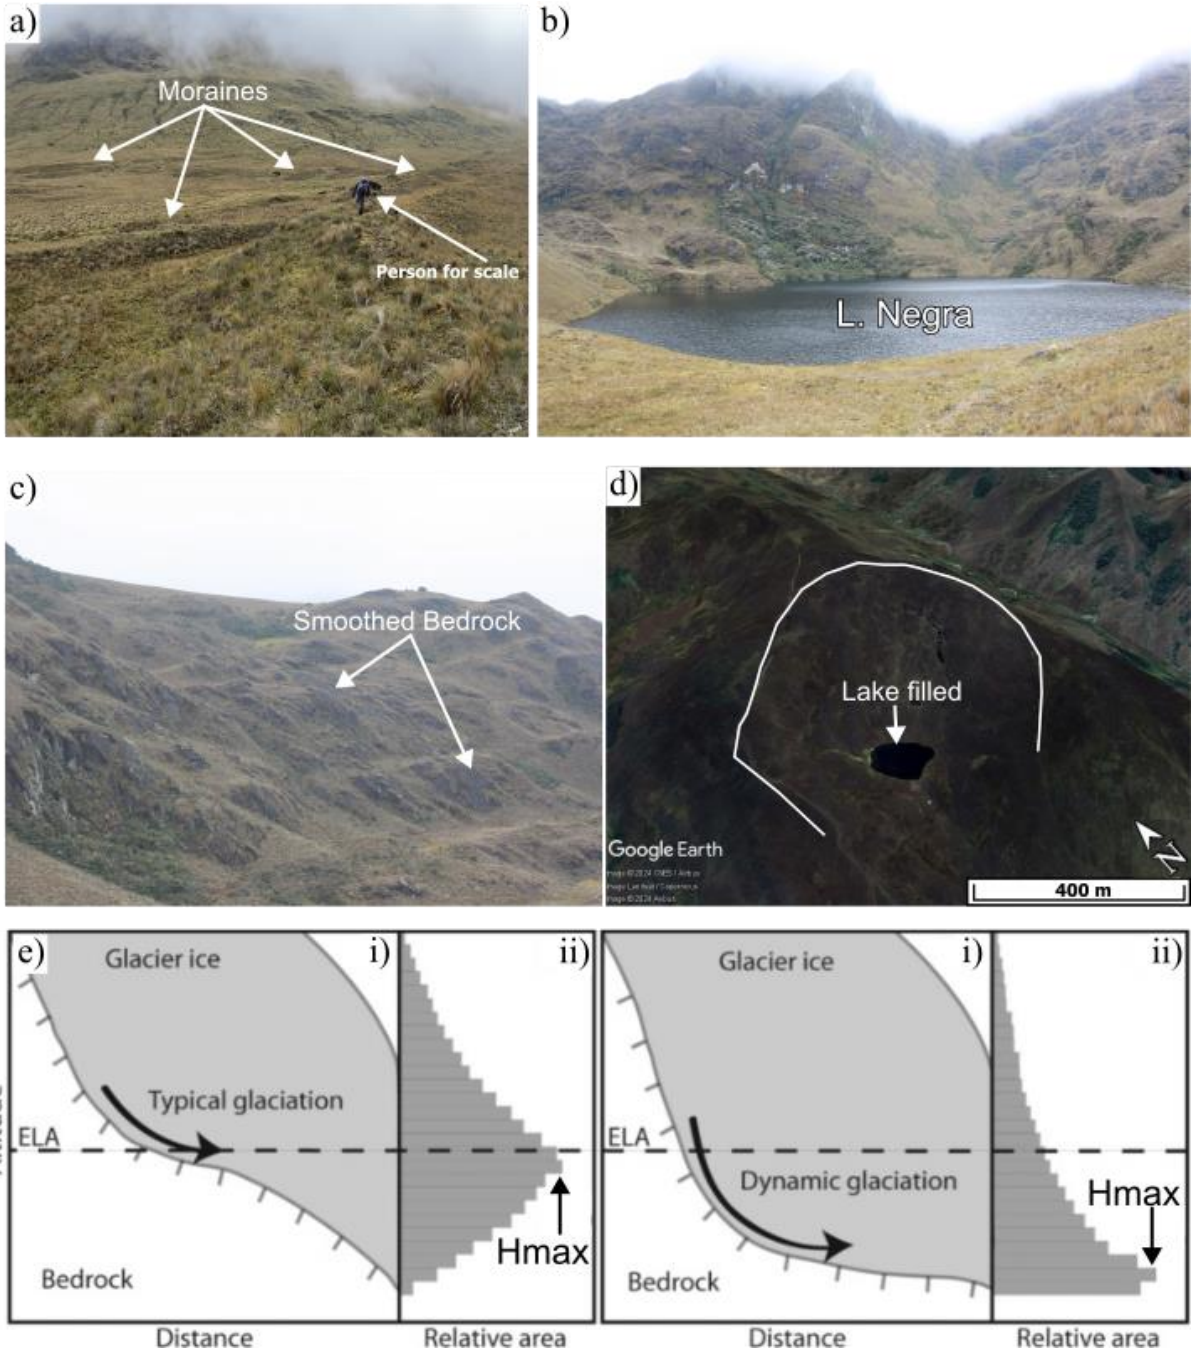 a)
Moraines
Person for scale
b)
L. Negra
c)
Smoothed Bedrock
d)
Lake filled
Google Earth
N
400 m
e)
i)
ii)
Glacier ice
Typical glaciation
ELA
Hmax
Bedrock
Distance
Relative area
i)
ii)
Glacier ice
ELA
Dynamic glaciation
Hmax
Bedrock
Distance
Relative area